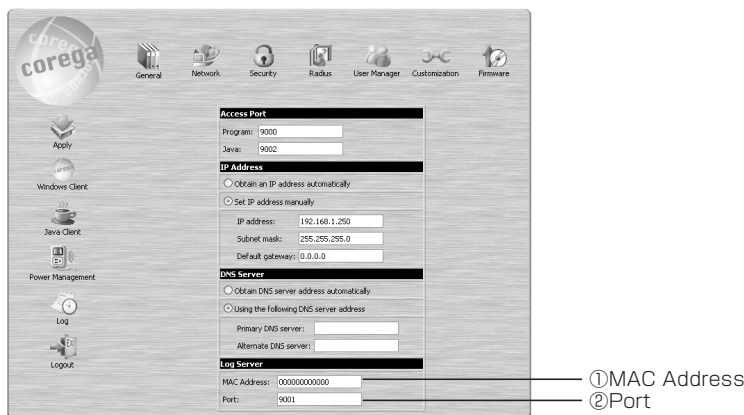 corega
General
Network
Security
Radius
User Manager
Customization
Firmware
Apply
Windows Client
Java Client
Power Management
Log
Logout
Access Port
Program: 9000
Java: 9002
IP Address
Obtain an IP address automatically
Set IP address manually
IP address: 192.168.1.250
Subnet mask: 255.255.255.0
Default gateway: 0.0.0.0
DNS Server
Obtain DNS server address automatically
Using the following DNS server address
Primary DNS server:
Alternate DNS server:
Log Server
MAC Address: 000000000000
Port: 9001
①MAC Address
②Port